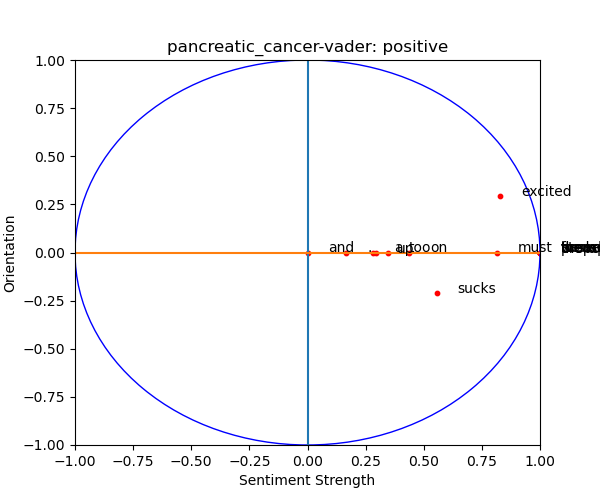 pancreatic_cancer-vader: positive
1.00
0.75
0.50
0.25
0.00
−0.25
−0.50
−0.75
−1.00
Orientation
excited
and up too on must
sucks
−1.00 −0.75 −0.50 −0.25 0.00 0.25 0.50 0.75 1.00
Sentiment Strength